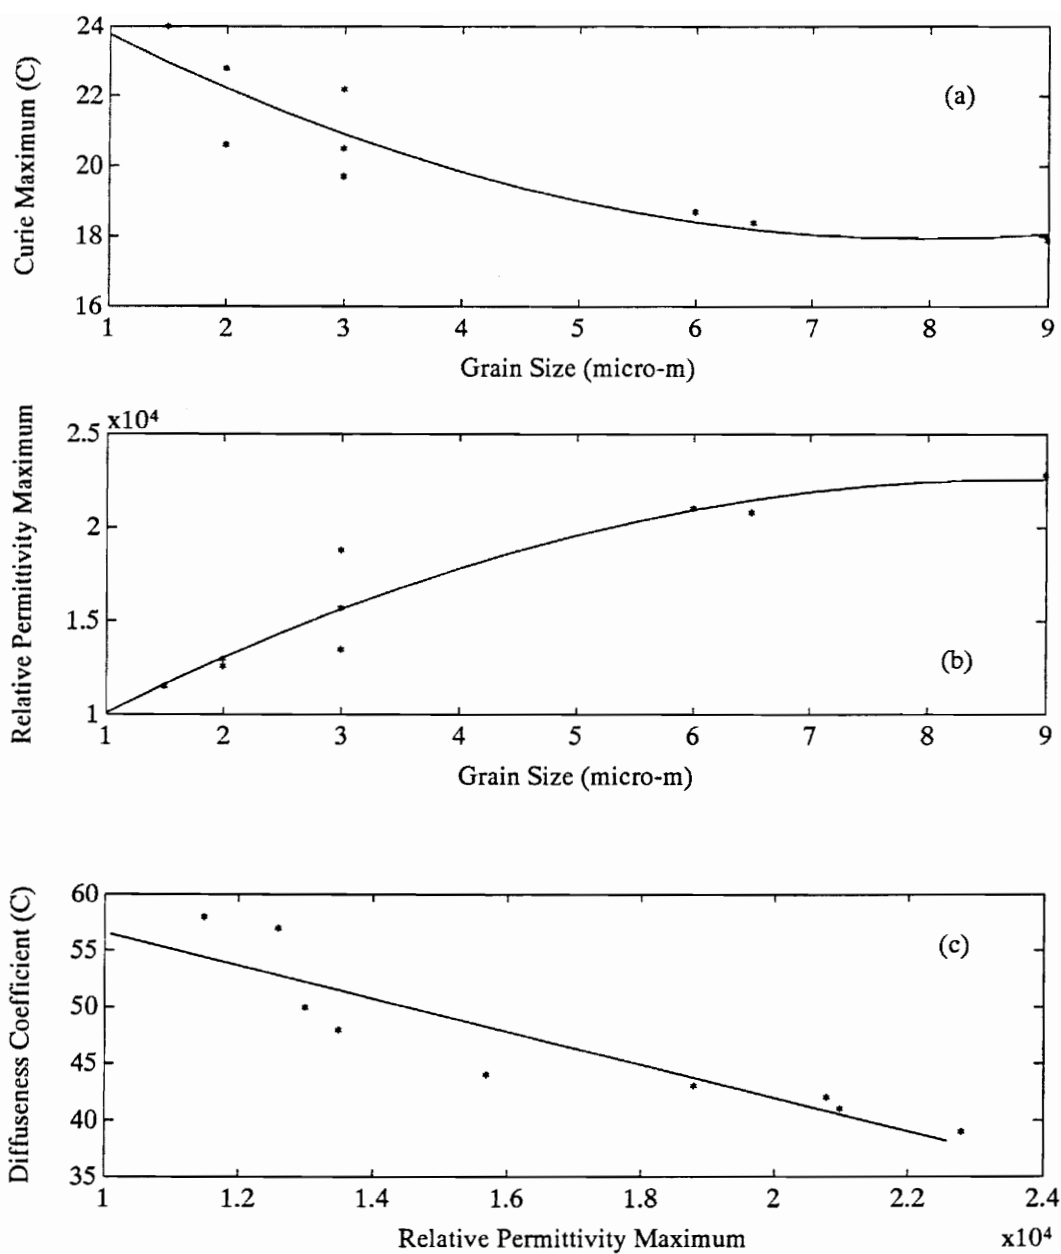 24
22
20
18
16
Curie Maximum (C)
(a)
1 2 3 4 5 6 7 8 9
Grain Size (micro-m)
x10⁴
2.5
2
1.5
1
Relative Permittivity Maximum
(b)
1 2 3 4 5 6 7 8 9
Grain Size (micro-m)
60
55
50
45
40
35
Diffuseness Coefficient (C)
(c)
1 1.2 1.4 1.6 1.8 2 2.2 2.4
Relative Permittivity Maximum x10⁴